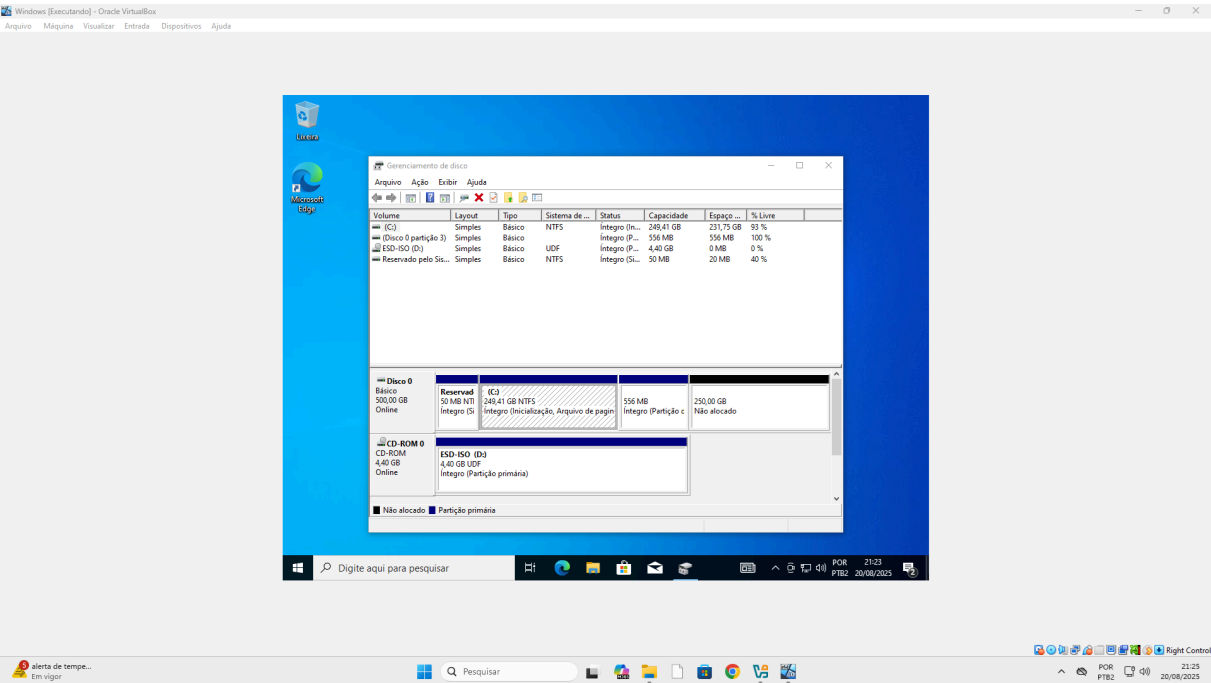 Windows [Executando] - Oracle VirtualBox
Arquivo Máquina Visualizar Entrada Dispositivos Ajuda
Lixeira
Microsoft
Edge
Gerenciamento de disco
Arquivo Ação Exibir Ajuda
Volume Layout Tipo Sistema de ... Status Capacidade Espaço ... % Livre
(C:) Simples Básico NTFS Íntegro (In... 249,41 GB 231,75 GB 93 %
(Disco 0 partição 3) Simples Básico Íntegro (P... 556 MB 556 MB 100 %
ESD-ISO (D:) Simples Básico UDF Íntegro (P... 4,40 GB 0 MB 0 %
Reservado pelo Sis... Simples Básico NTFS Íntegro (Si... 50 MB 20 MB 40 %
Disco 0
Básico
500,00 GB
Online
Reservad
50 MB NTI
Íntegro (Si
(C:)
249,41 GB NTFS
Íntegro (Inicialização, Arquivo de pagin
556 MB
Íntegro (Partição c
250,00 GB
Não alocado
CD-ROM 0
CD-ROM
4,40 GB
Online
ESD-ISO (D:)
4,40 GB UDF
Íntegro (Partição primária)
Não alocado Partição primária
Digite aqui para pesquisar
POR
PTB2
21:23
20/08/2025
2
Right Control
5
alerta de tempe...
Em vigor
Pesquisar
POR
PTB2
21:25
20/08/2025